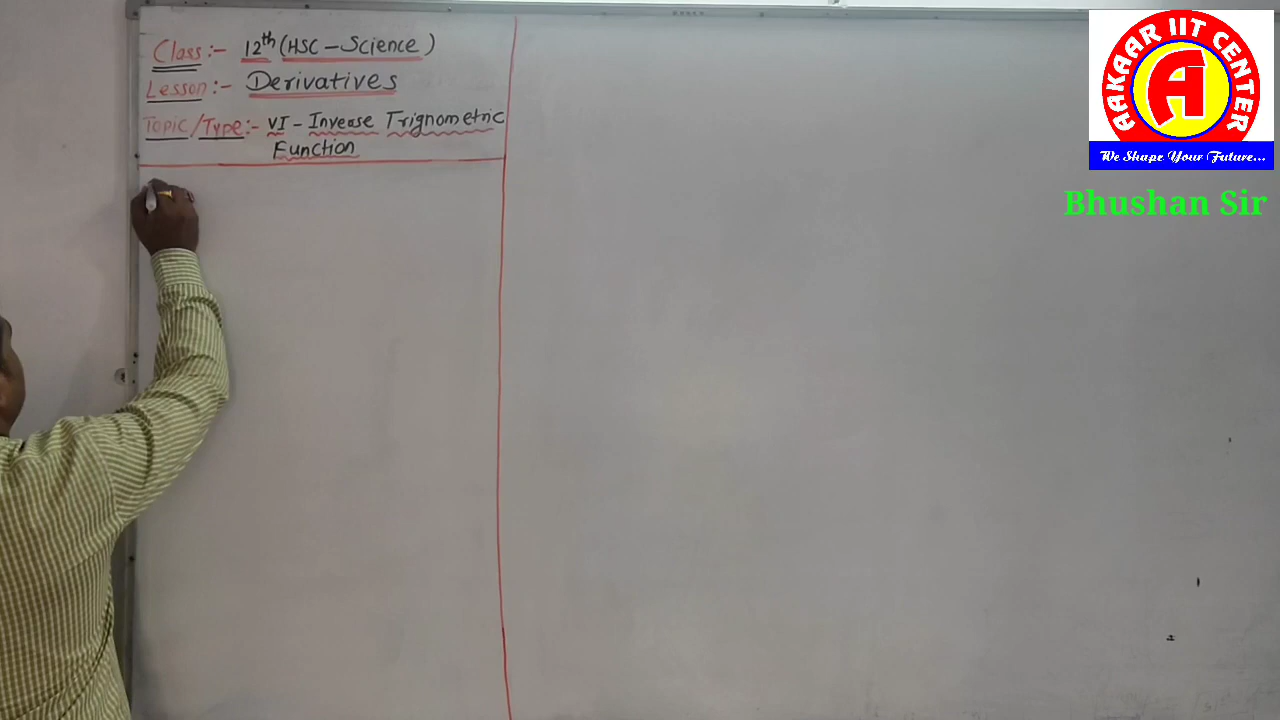 Class:- 12th (HSC - Science)
Lesson:- Derivatives
Topic/Type:- VI - Inverse Trignometric
Function
AAKAAR IIT CENTER
A
We Shape Your Future...
Bhushan Sir